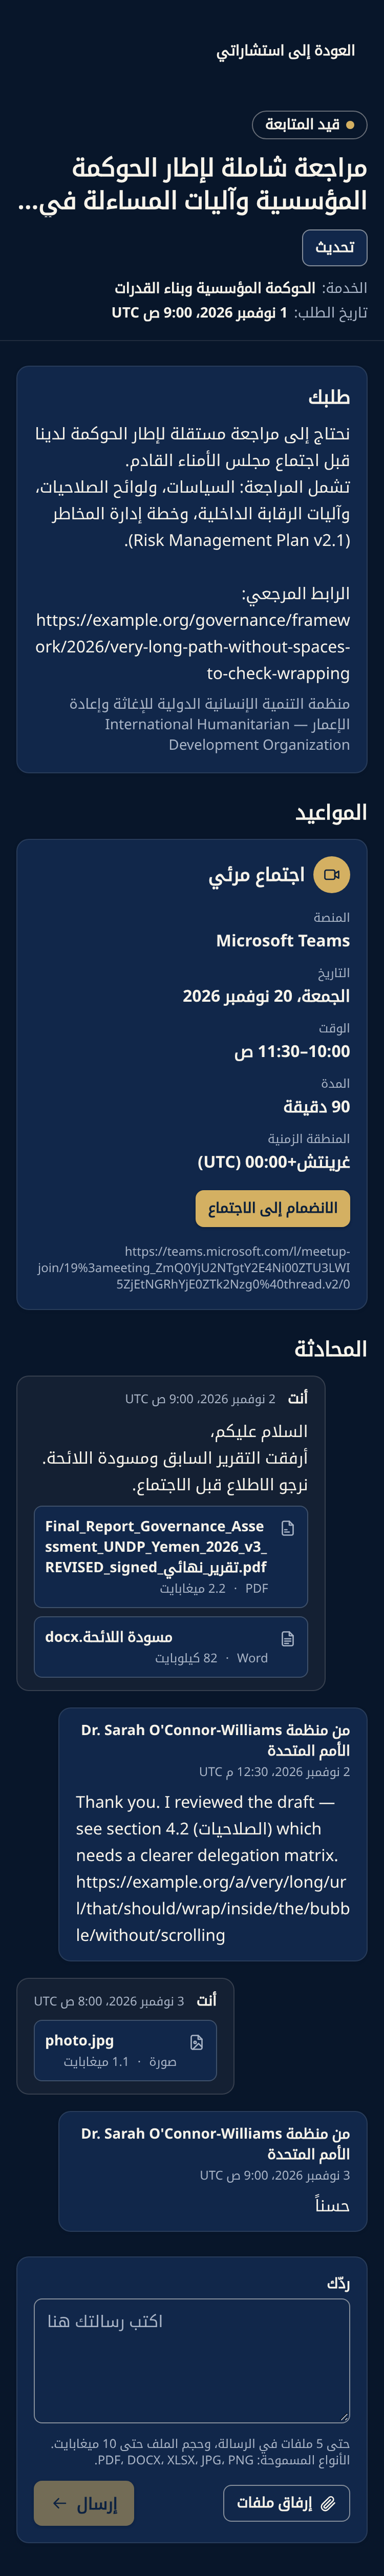 العودة إلى استشاراتي
قيد المتابعة
مراجعة شاملة لإطار الحوكمة
المؤسسية وآليات المساءلة في...
تحديث
الخدمة: الحوكمة المؤسسية وبناء القدرات
تاريخ الطلب: 1 نوفمبر 2026، 9:00 ص UTC
طلبك
نحتاج إلى مراجعة مستقلة لإطار الحوكمة لدينا
قبل اجتماع مجلس الأمناء القادم.
تشمل المراجعة: السياسات، ولوائح الصلاحيات،
وآليات الرقابة الداخلية، وخطة إدارة المخاطر
(Risk Management Plan v2.1).
الرابط المرجعي:
https://example.org/governance/framew
ork/2026/very-long-path-without-spaces-
to-check-wrapping
منظمة التنمية الإنسانية الدولية للإغاثة وإعادة
الإعمار — International Humanitarian
Development Organization
المواعيد
اجتماع مرئي
المنصة
Microsoft Teams
التاريخ
الجمعة، 20 نوفمبر 2026
الوقت
10:00–11:30 ص
المدة
90 دقيقة
المنطقة الزمنية
غرينتش+00:00 (UTC)
الانضمام إلى الاجتماع
https://teams.microsoft.com/l/meetup-
join/19%3ameeting_ZmQ0YjU2NTgtY2E4Ni00ZTU3LWI
5ZjEtNGRhYjE0ZTk2Nzg0%40thread.v2/0
المحادثة
أنت 2 نوفمبر 2026، 9:00 ص UTC
السلام عليكم،
أرفقت التقرير السابق ومسودة اللائحة.
نرجو الاطلاع قبل الاجتماع.
Final_Report_Governance_Asse
ssment_UNDP_Yemen_2026_v3_
REVISED_signed_تقرير_نهائي.pdf
PDF · 2.2 ميغابايت
مسودة اللائحة.docx
Word · 82 كيلوبايت
من منظمة Dr. Sarah O'Connor-Williams
الأمم المتحدة
2 نوفمبر 2026، 12:30 م UTC
Thank you. I reviewed the draft —
see section 4.2 (الصلاحيات) which
needs a clearer delegation matrix.
https://example.org/a/very/long/ur
l/that/should/wrap/inside/the/bubb
le/without/scrolling
أنت 3 نوفمبر 2026، 8:00 ص UTC
photo.jpg
صورة · 1.1 ميغابايت
من منظمة Dr. Sarah O'Connor-Williams
الأمم المتحدة
3 نوفمبر 2026، 9:00 ص UTC
حسناً
ردّك
اكتب رسالتك هنا
حتى 5 ملفات في الرسالة، وحجم الملف حتى 10 ميغابايت.
الأنواع المسموحة: PDF، DOCX، XLSX، JPG، PNG.
إرفاق ملفات
إرسال ←